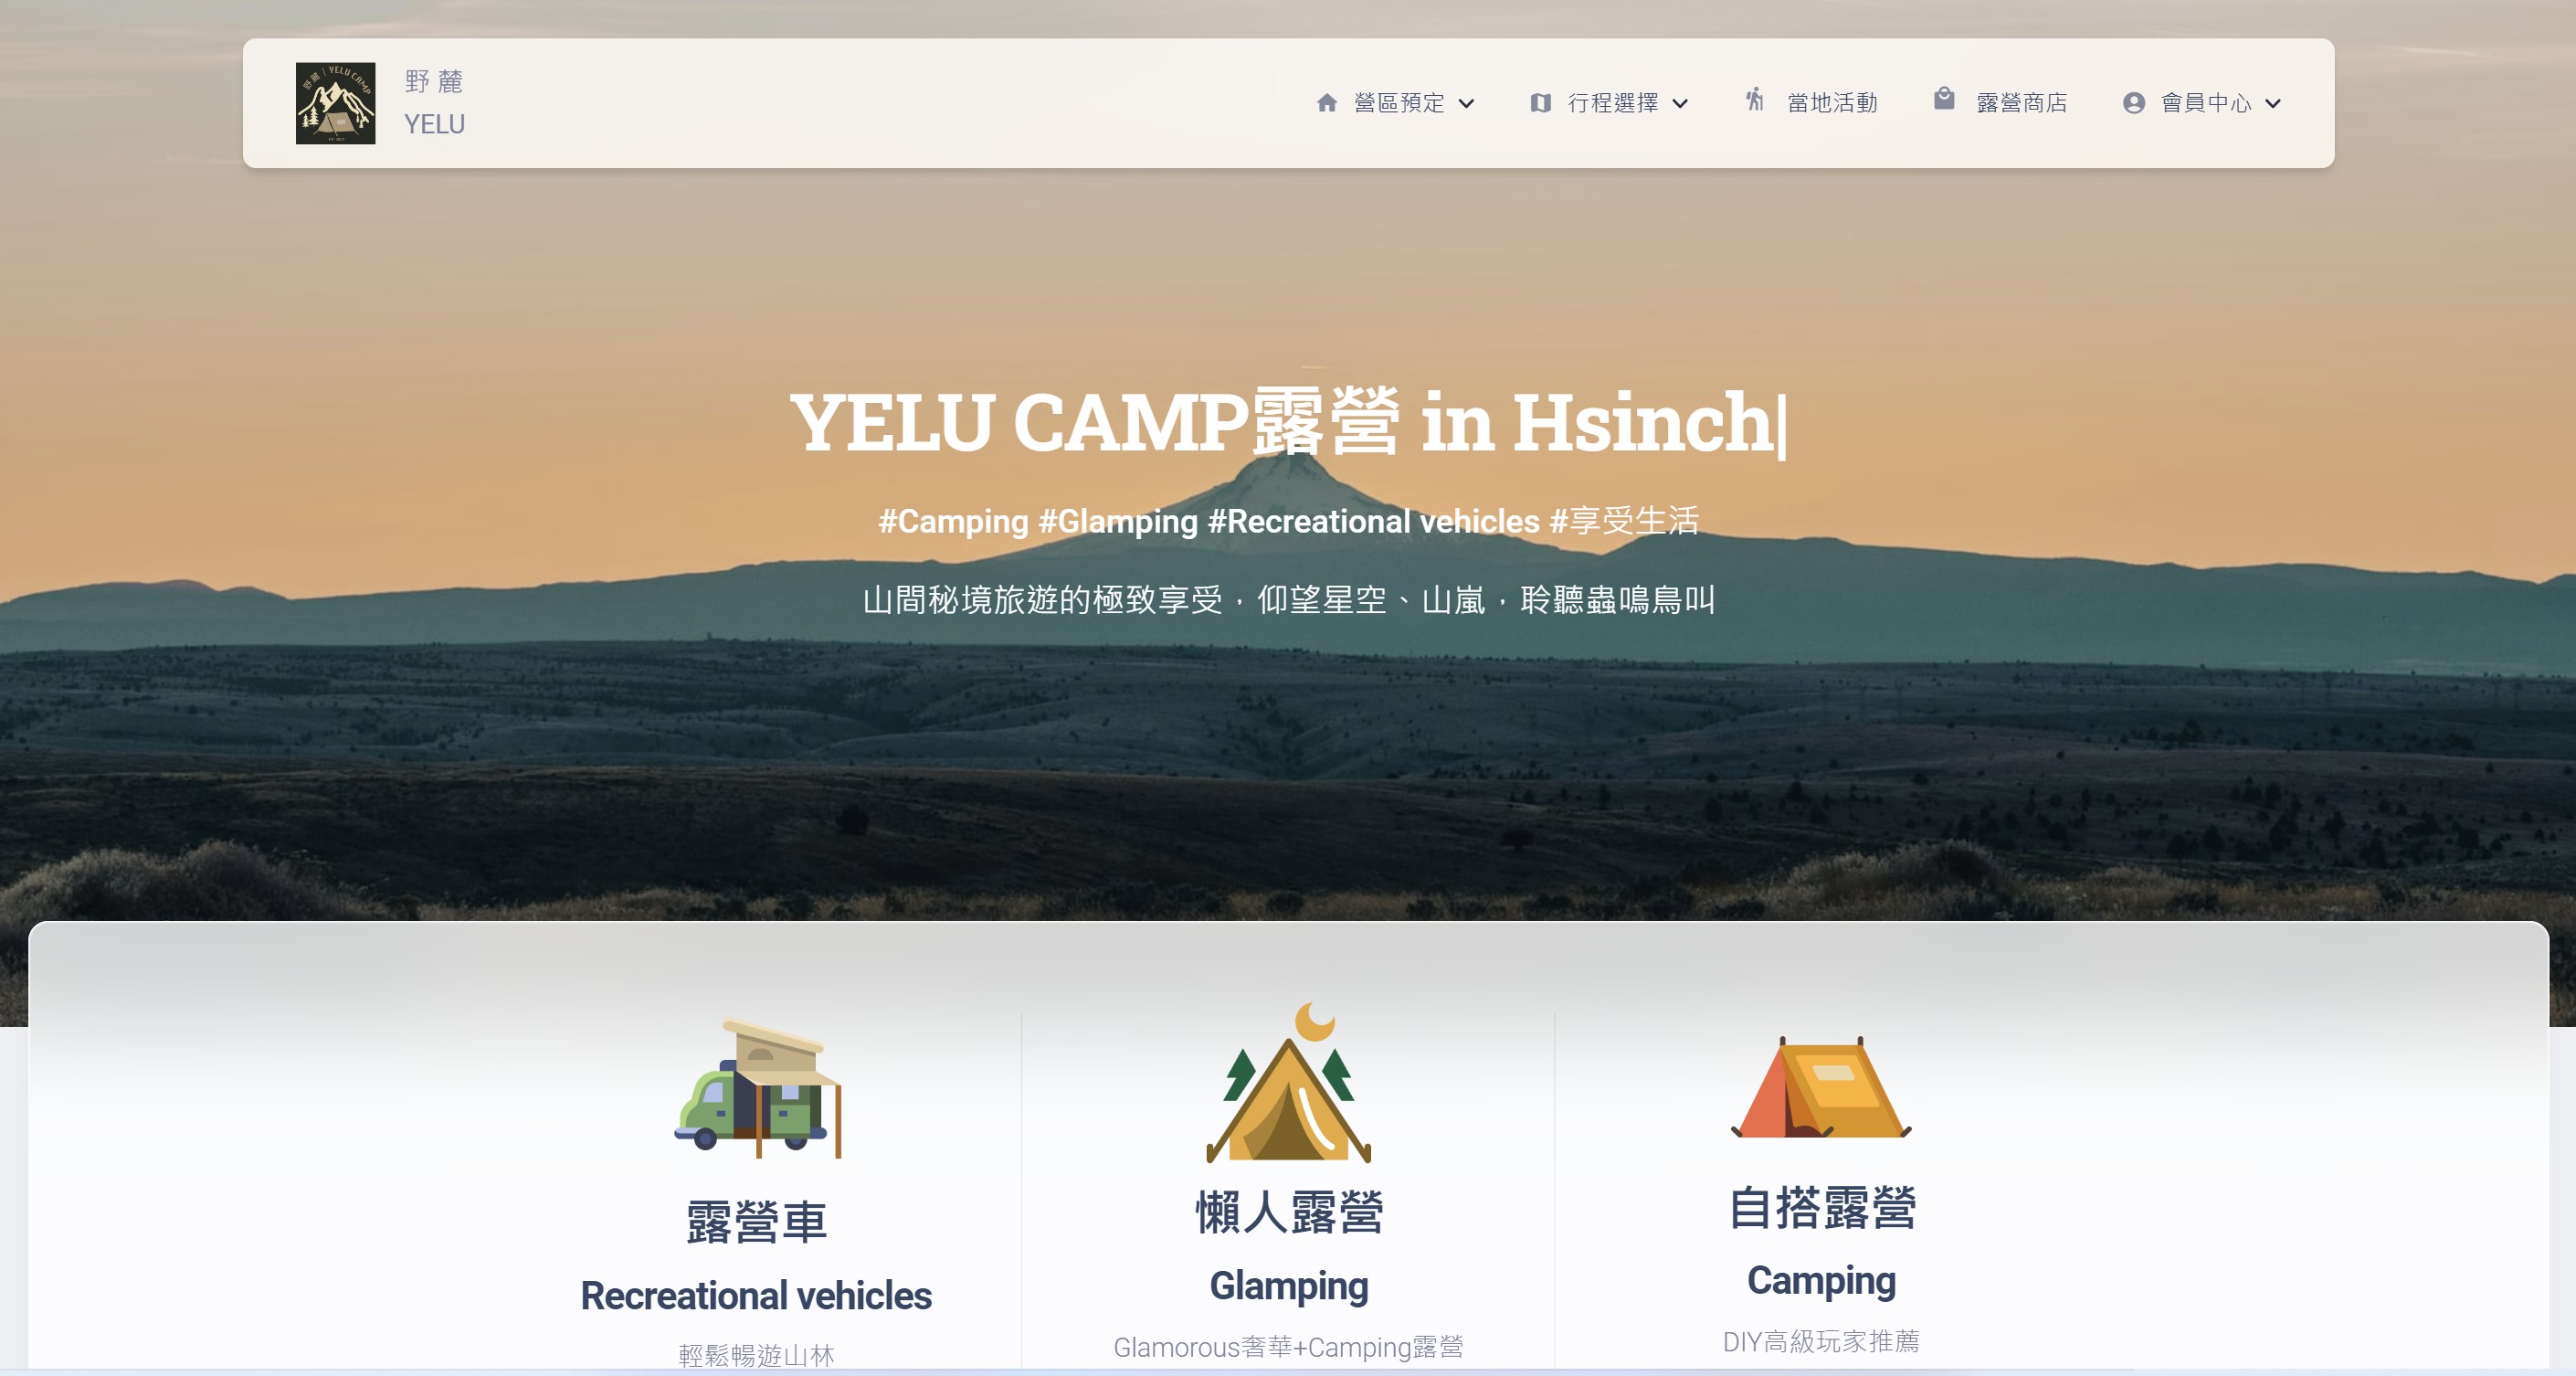 野麓 | YELU CAMP
野 麓
YELU
營區預定
行程選擇
當地活動
露營商店
會員中心
YELU CAMP露營 in Hsinch|
#Camping #Glamping #Recreational vehicles #享受生活
山間秘境旅遊的極致享受，仰望星空、山嵐，聆聽蟲鳴鳥叫
露營車
Recreational vehicles
輕鬆暢遊山林
懶人露營
Glamping
Glamorous奢華+Camping露營
自搭露營
Camping
DIY高級玩家推薦